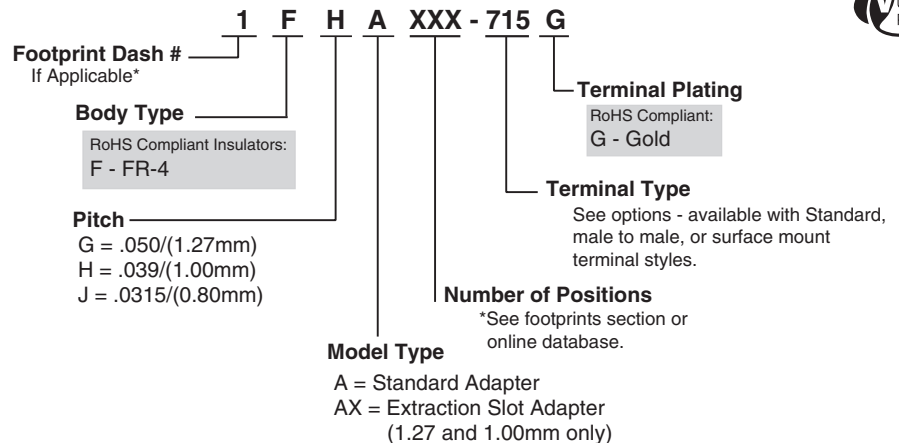 1 F H A XXX - 715 G
Footprint Dash #
If Applicable*
Body Type
RoHS Compliant Insulators:
F - FR-4
Pitch
G = .050/(1.27mm)
H = .039/(1.00mm)
J = .0315/(0.80mm)
Terminal Plating
RoHS Compliant:
G - Gold
Terminal Type
See options - available with Standard,
male to male, or surface mount
terminal styles.
Number of Positions
*See footprints section or
online database.
Model Type
A = Standard Adapter
AX = Extraction Slot Adapter
(1.27 and 1.00mm only)